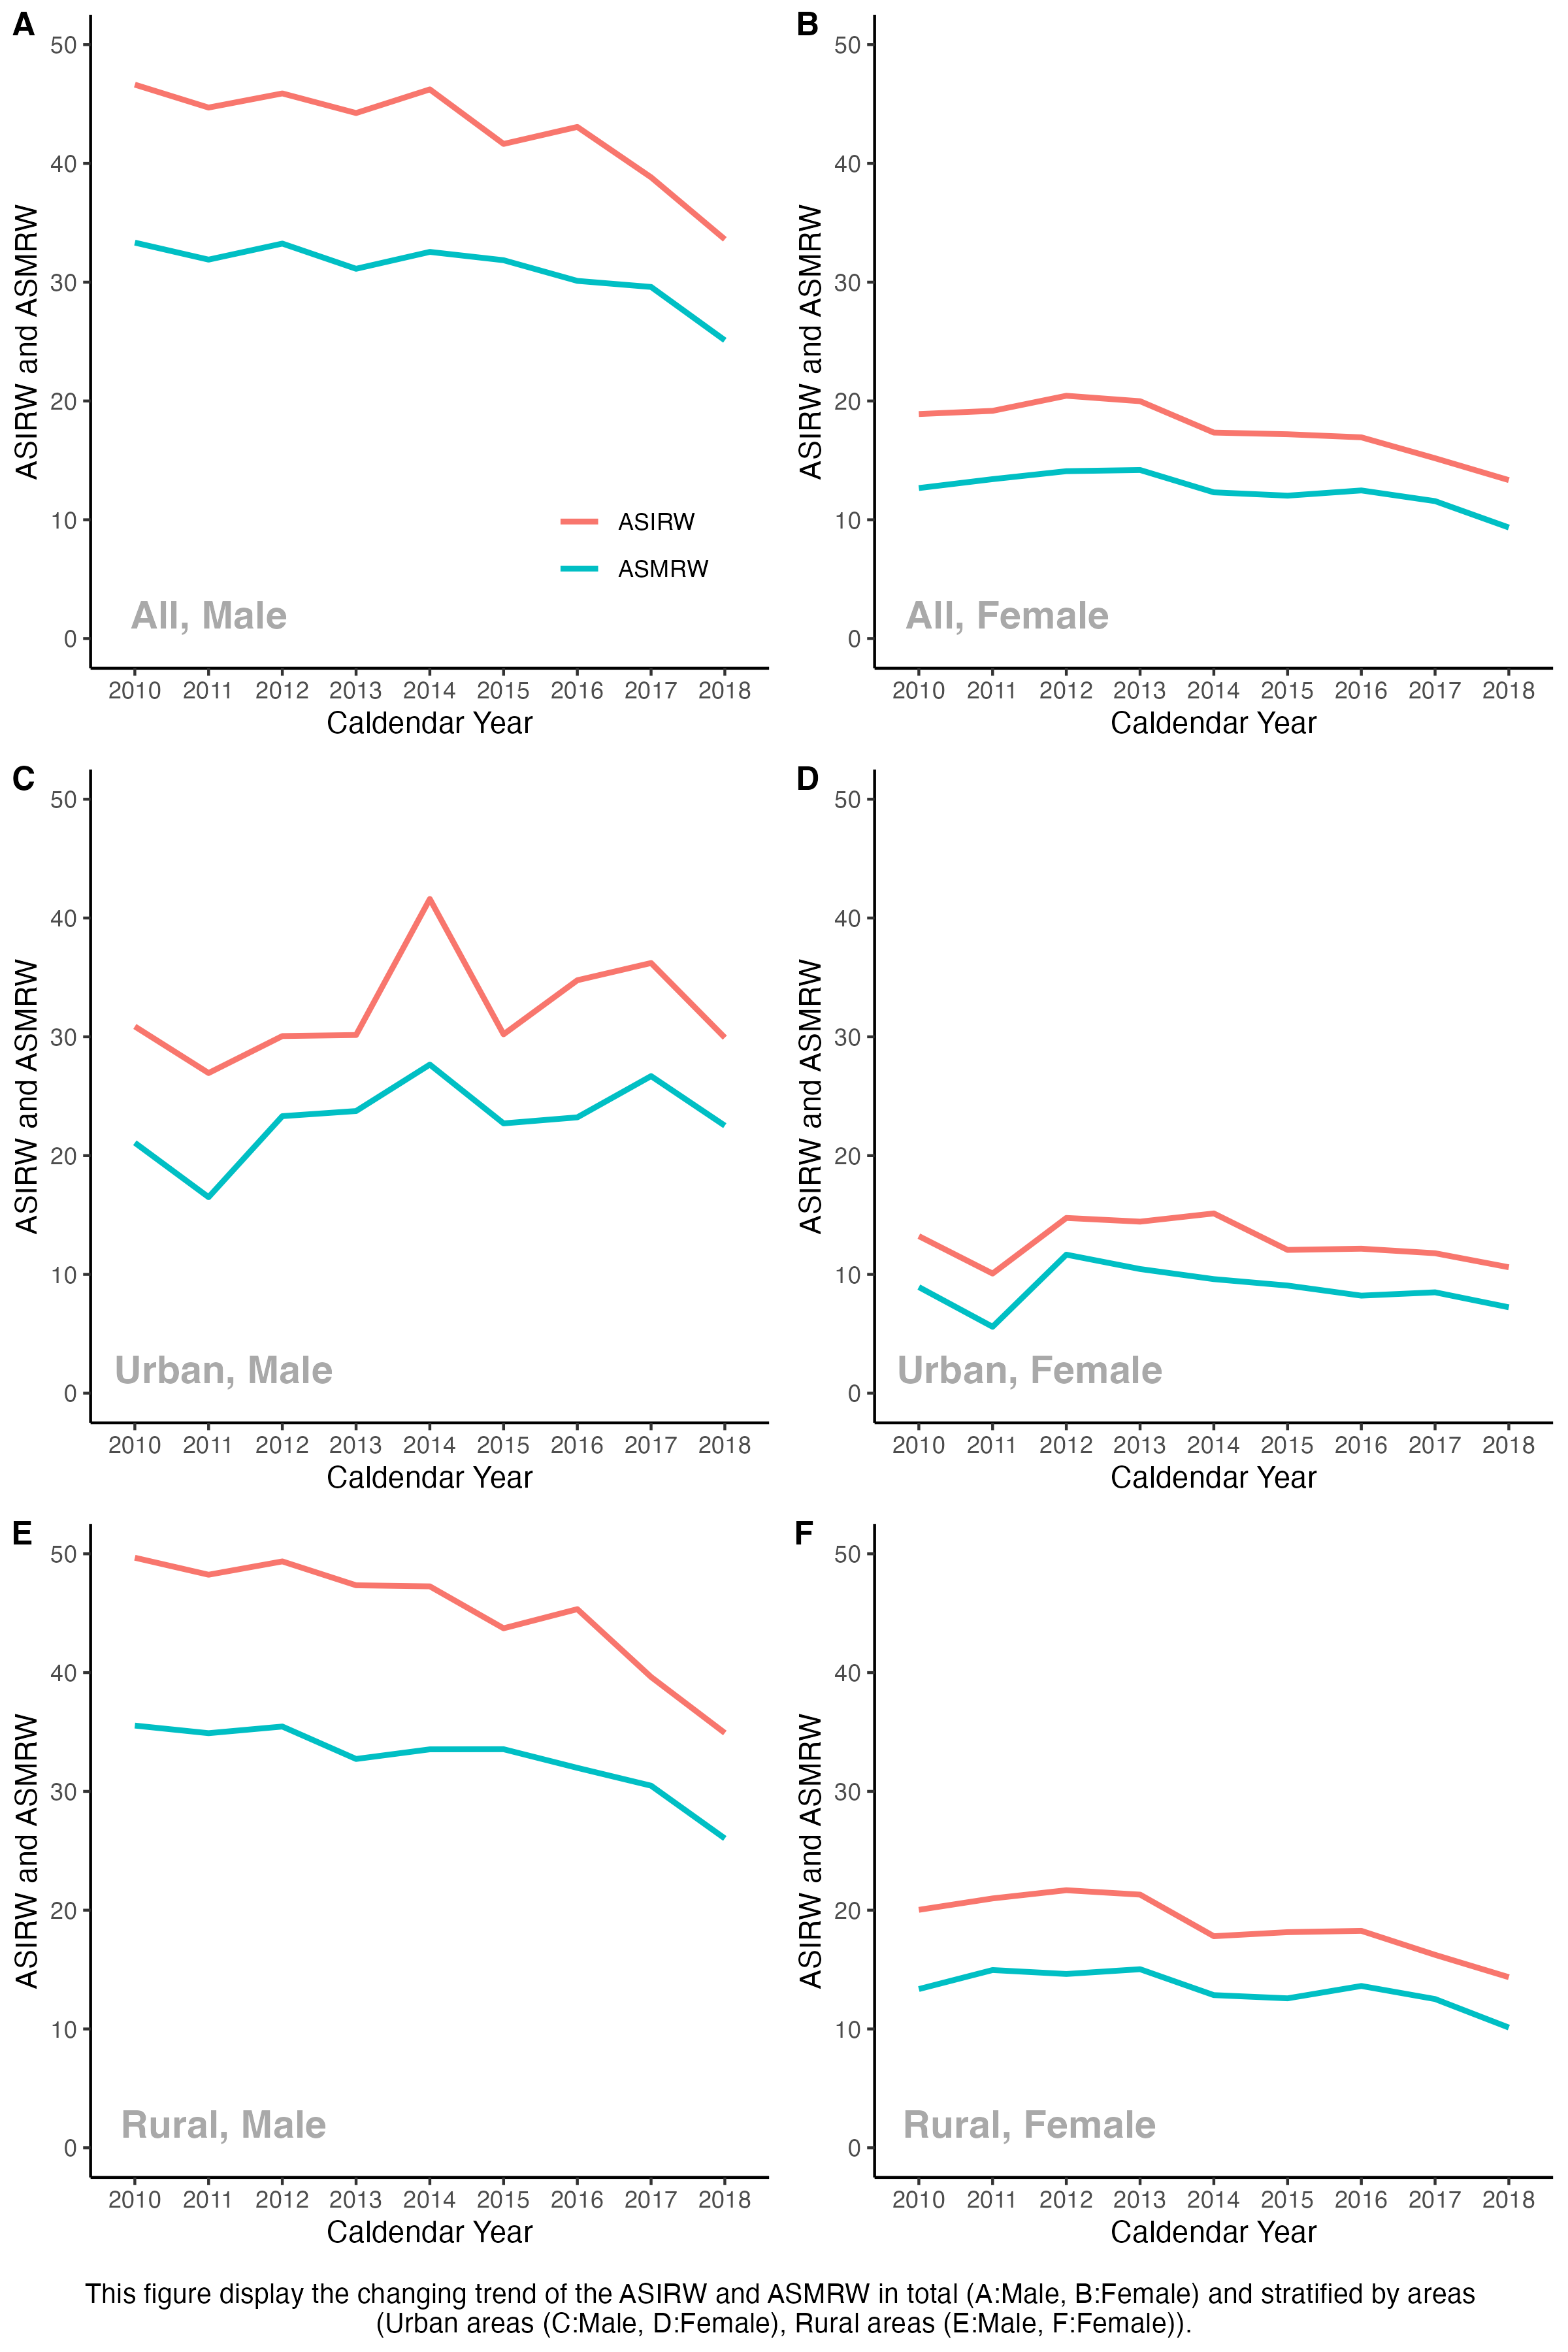 A
50
40
30
20
10
0
ASIRW and ASMRW
ASIRW
ASMRW
All, Male
2010 2011 2012 2013 2014 2015 2016 2017 2018
Caldendar Year
B
50
40
30
20
10
0
ASIRW and ASMRW
All, Female
2010 2011 2012 2013 2014 2015 2016 2017 2018
Caldendar Year
C
50
40
30
20
10
0
ASIRW and ASMRW
Urban, Male
2010 2011 2012 2013 2014 2015 2016 2017 2018
Caldendar Year
D
50
40
30
20
10
0
ASIRW and ASMRW
Urban, Female
2010 2011 2012 2013 2014 2015 2016 2017 2018
Caldendar Year
E
50
40
30
20
10
0
ASIRW and ASMRW
Rural, Male
2010 2011 2012 2013 2014 2015 2016 2017 2018
Caldendar Year
F
50
40
30
20
10
0
ASIRW and ASMRW
Rural, Female
2010 2011 2012 2013 2014 2015 2016 2017 2018
Caldendar Year
This figure display the changing trend of the ASIRW and ASMRW in total (A:Male, B:Female) and stratified by areas
(Urban areas (C:Male, D:Female), Rural areas (E:Male, F:Female)).